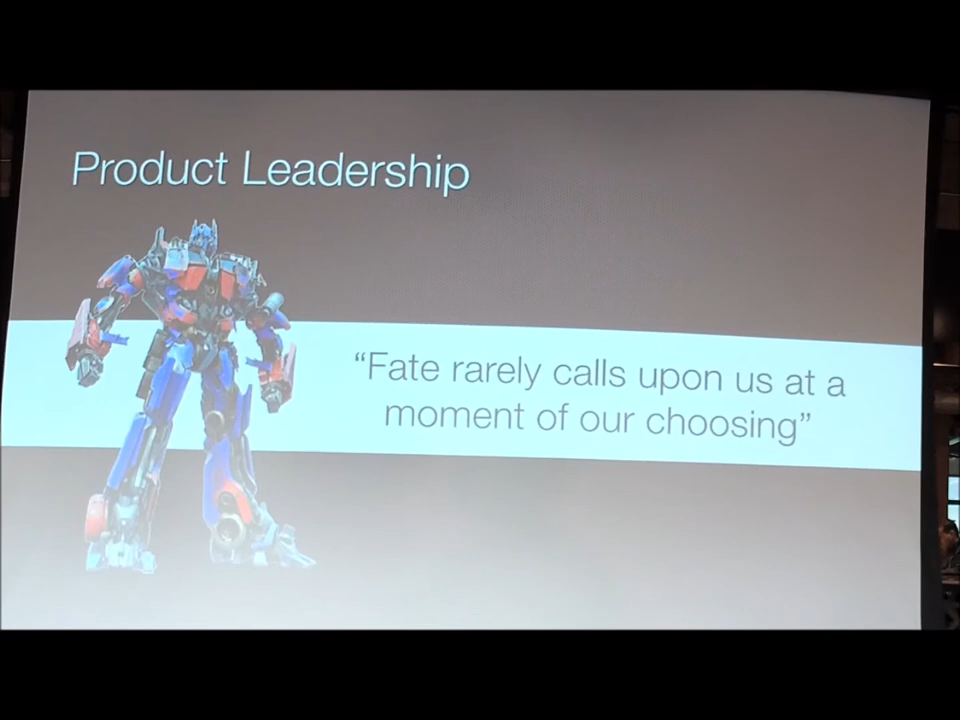 Product Leadership
“Fate rarely calls upon us at a
moment of our choosing”